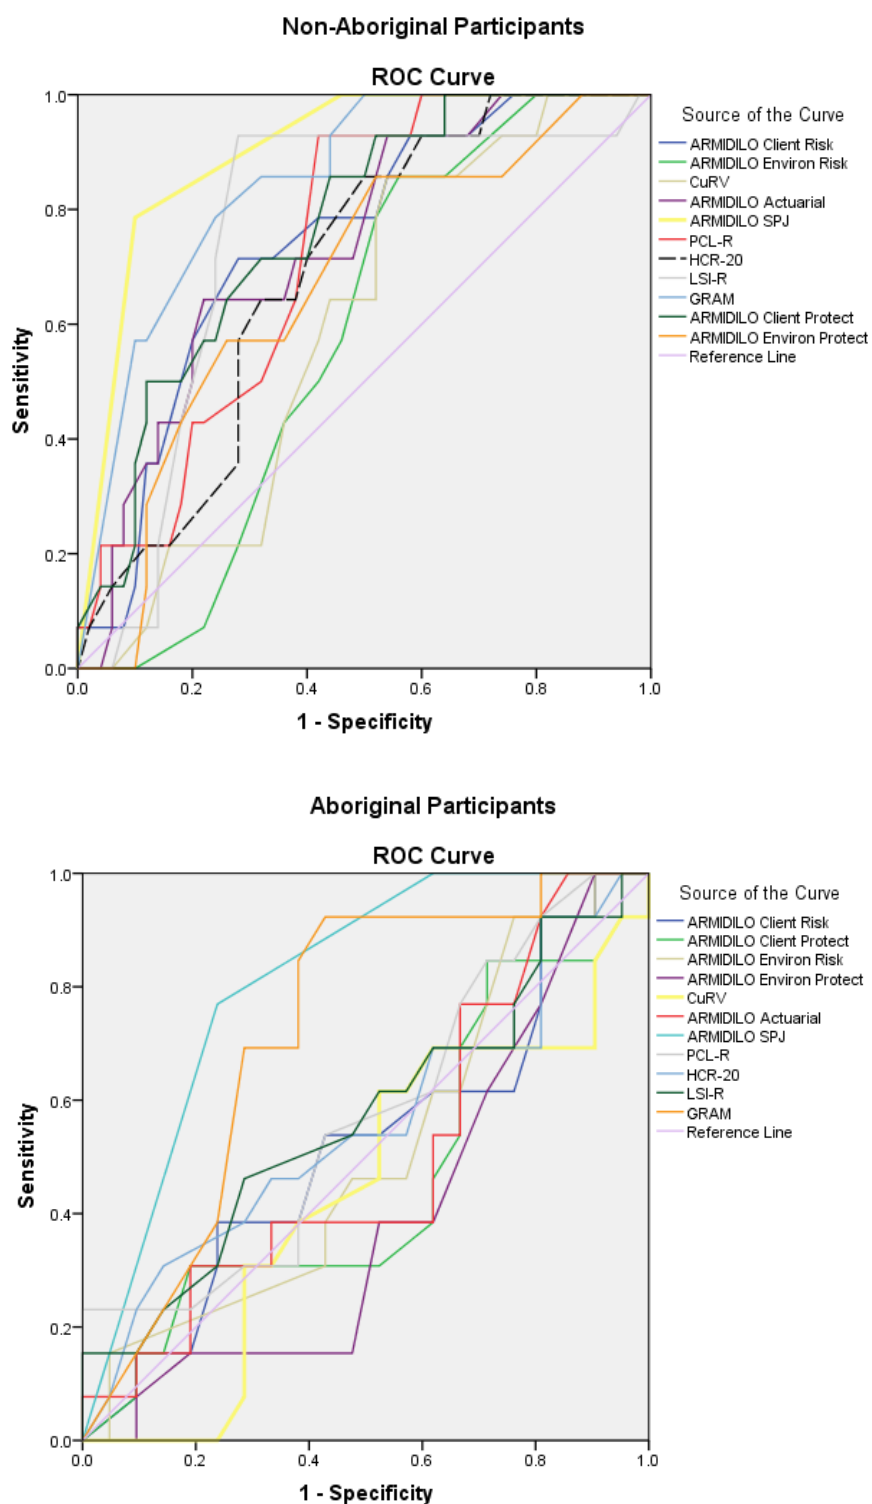 Non-Aboriginal Participants
ROC Curve
1.0
0.8
0.6
0.4
0.2
0.0
0.0 0.2 0.4 0.6 0.8 1.0
Sensitivity
1 - Specificity
Source of the Curve
ARMIDILO Client Risk
ARMIDILO Environ Risk
CuRV
ARMIDILO Actuarial
ARMIDILO SPJ
PCL-R
HCR-20
LSI-R
GRAM
ARMIDILO Client Protect
ARMIDILO Environ Protect
Reference Line
Aboriginal Participants
ROC Curve
1.0
0.8
0.6
0.4
0.2
0.0
0.0 0.2 0.4 0.6 0.8 1.0
Sensitivity
1 - Specificity
Source of the Curve
ARMIDILO Client Risk
ARMIDILO Client Protect
ARMIDILO Environ Risk
ARMIDILO Environ Protect
CuRV
ARMIDILO Actuarial
ARMIDILO SPJ
PCL-R
HCR-20
LSI-R
GRAM
Reference Line